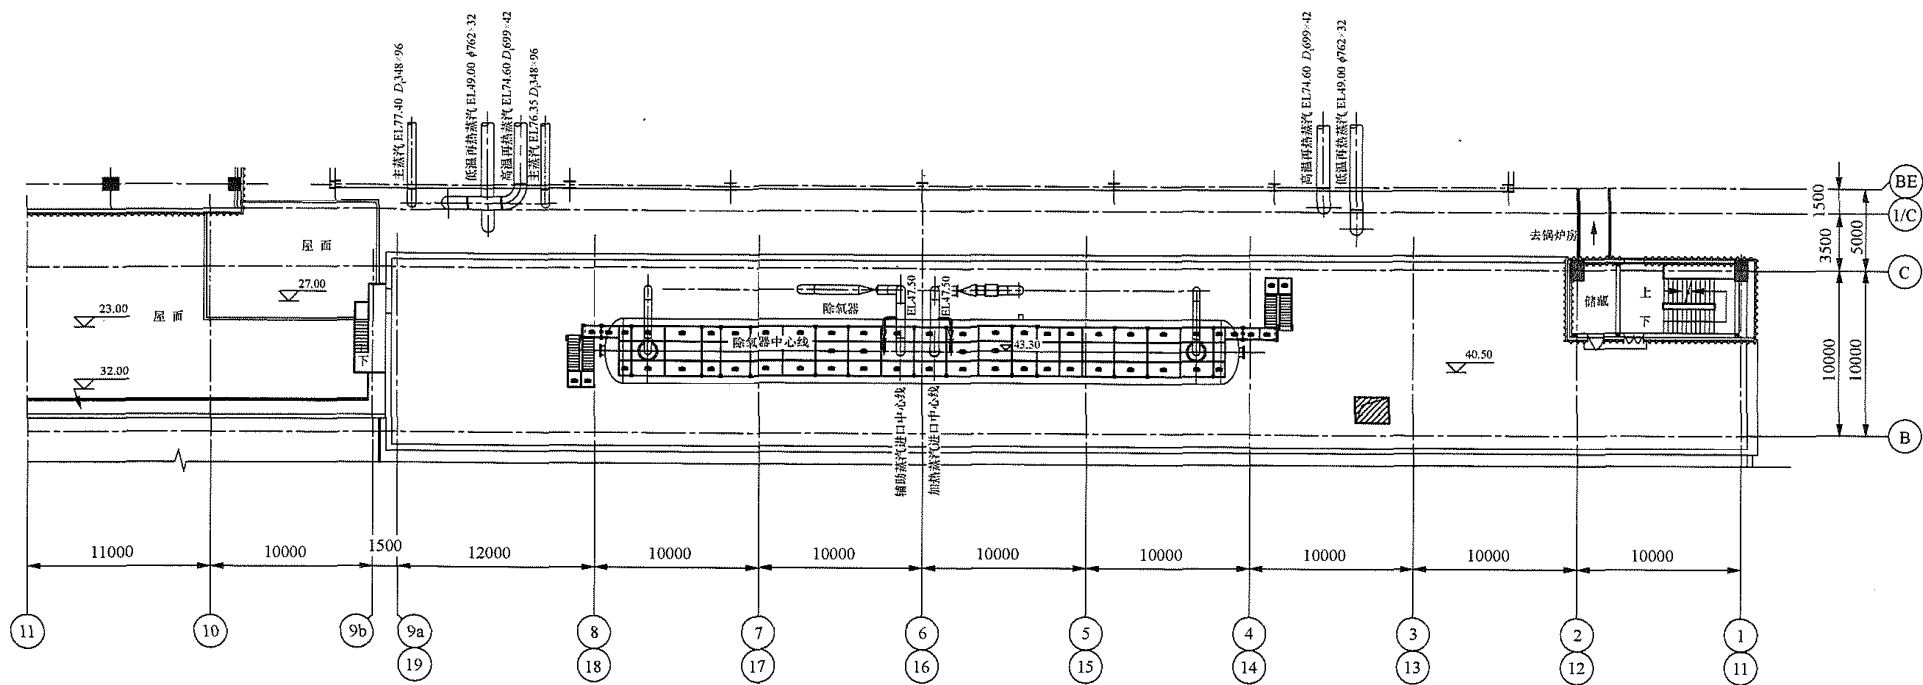 主蒸汽 EL77.40 Di348×96
低温再热蒸汽 EL49.00 ϕ762×32
高温再热蒸汽 EL74.60 Di699×42
主蒸汽 EL76.35 Di348×96
高温再热蒸汽 EL74.60 Di699×42
低温再热蒸汽 EL49.00 ϕ762×32
BE
1500
1/C
去锅炉房
3500
5000
屋 面
C
27.00
EL47.50
EL47.50
储藏
上
23.00
屋 面
除氧器
下
除氧器中心线
43.30
下
40.50
10000
10000
32.00
辅助蒸汽进口中心线
加热蒸汽进口中心线
B
11000
10000
1500
12000
10000
10000
10000
10000
10000
10000
10000
11
10
9b
9a
8
7
6
5
4
3
2
1
19
18
17
16
15
14
13
12
11